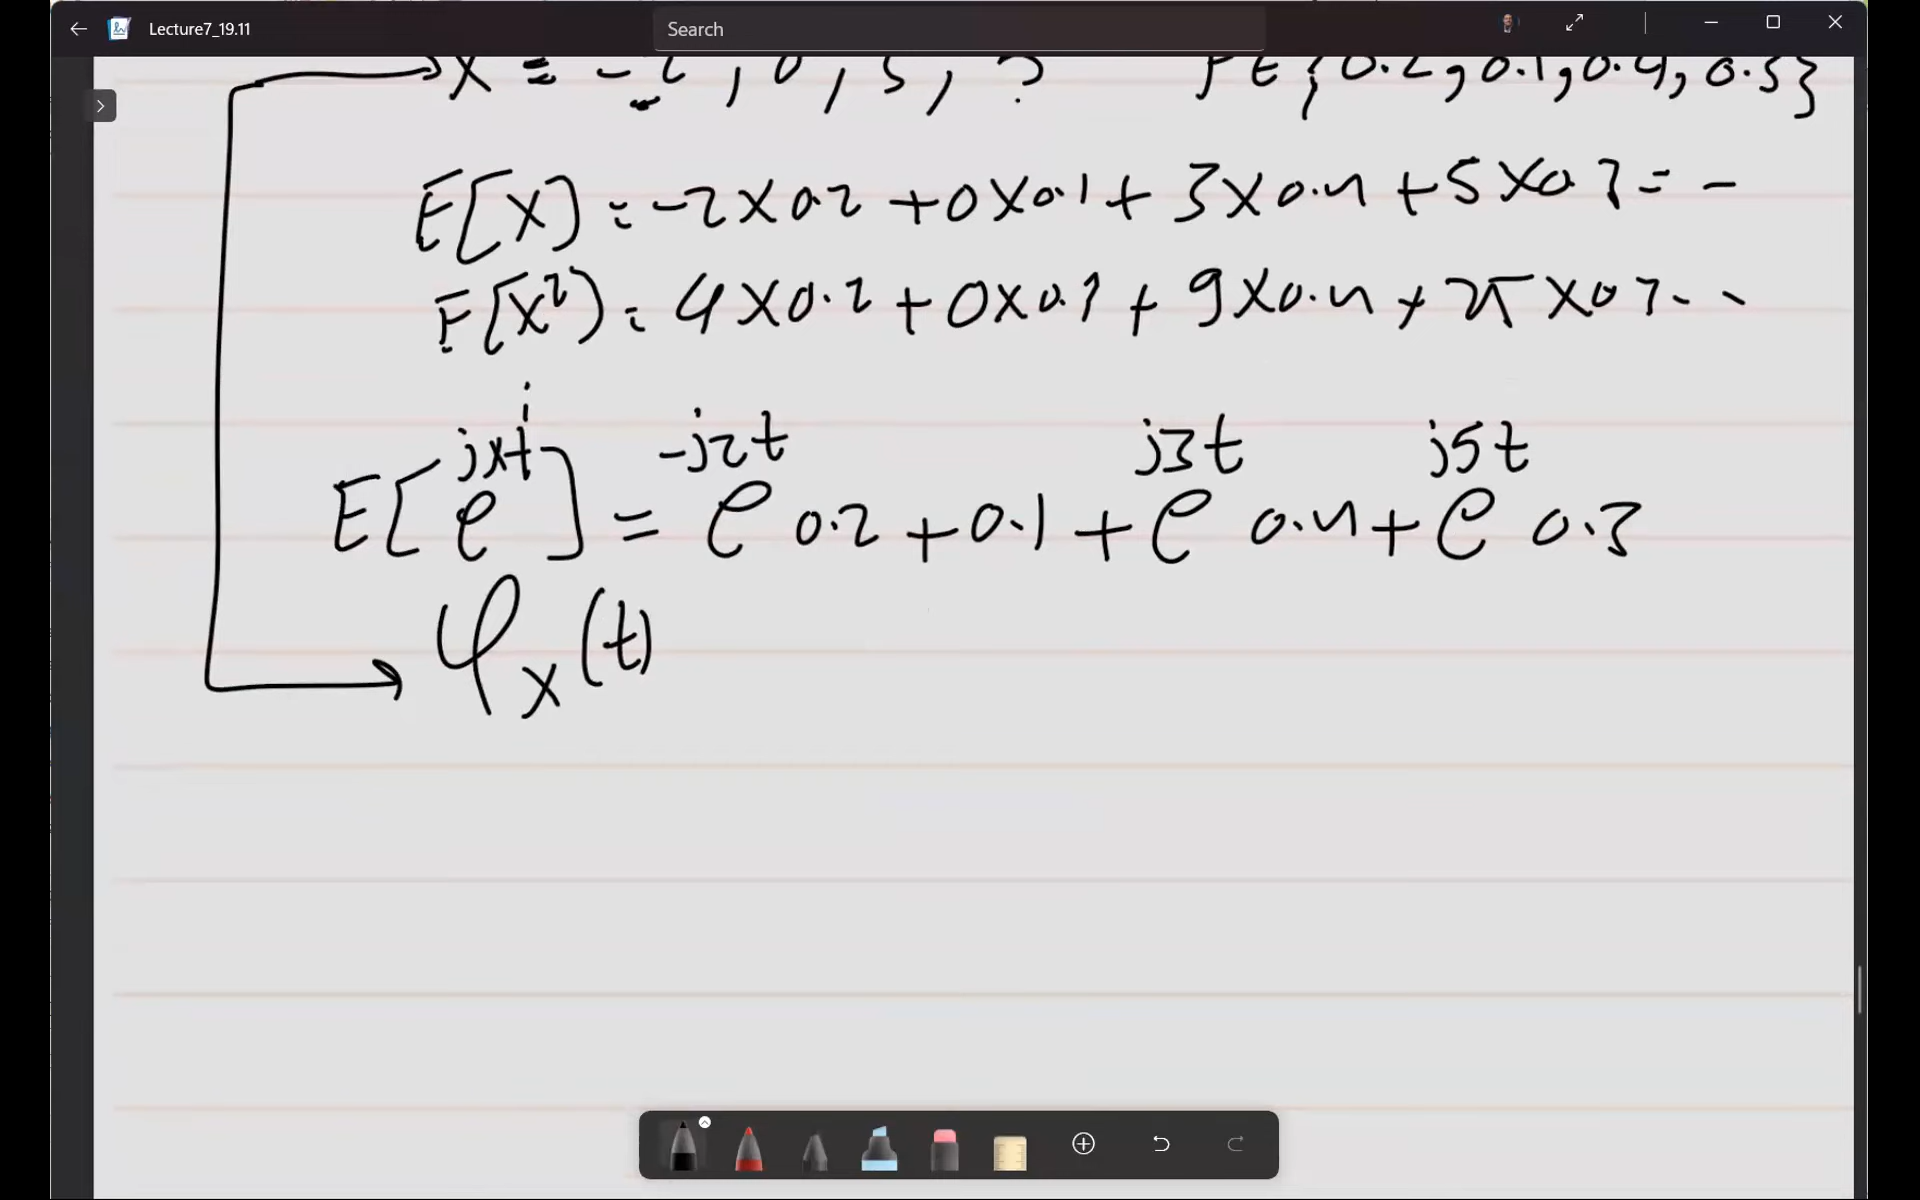 Lecture7_19.11
Search
X = -2, 0, 3, ? P ∈ {0.2, 0.1, 0.4, 0.3}
E[X] = -2 X 0.2 + 0 X 0.1 + 3 X 0.4 + 5 X 0.3 = -
E[X²] = 4 X 0.2 + 0 X 0.1 + 9 X 0.4 + 25 X 0.3 - -
E[e^{jxt}] = e^{-j2t} 0.2 + 0.1 + e^{j3t} 0.4 + e^{j5t} 0.3
φ_X(t)